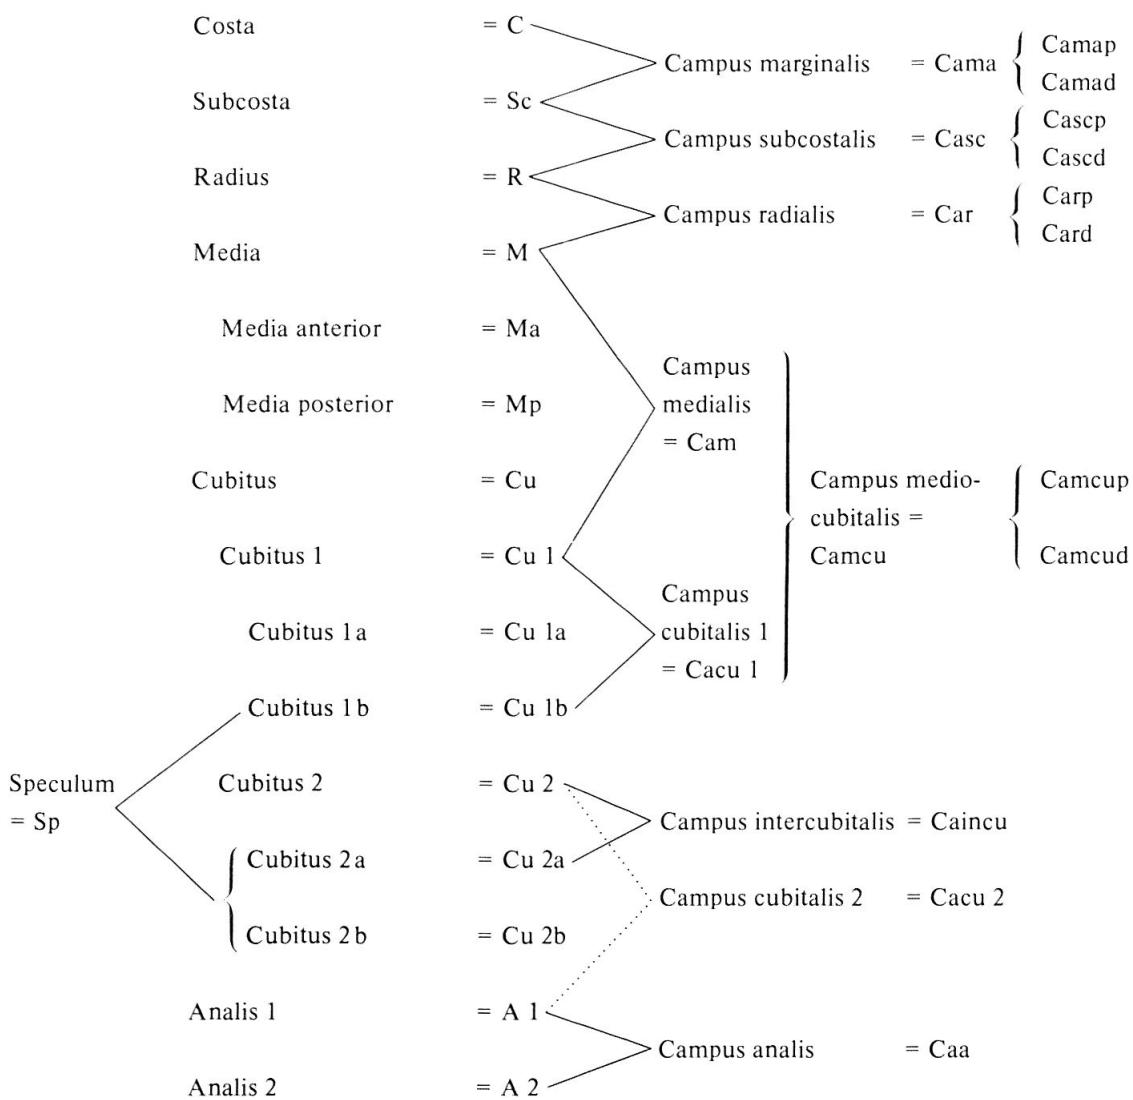 Costa = C
Campus marginalis = Cama
Camap
Camad
Subcosta = Sc
Campus subcostalis = Casc
Cascp
Cascd
Radius = R
Campus radialis = Car
Carp
Card
Media = M
Media anterior = Ma
Media posterior = Mp
Campus
medialis
= Cam
Cubitus = Cu
Campus medio-
cubitalis =
Camcu
Camcup
Camcud
Cubitus 1 = Cu 1
Campus
cubitalis 1
= Cacu 1
Cubitus 1a = Cu 1a
Cubitus 1b = Cu 1b
Speculum
= Sp
Cubitus 2 = Cu 2
Campus intercubitalis = Caincu
Cubitus 2a = Cu 2a
Campus cubitalis 2 = Cacu 2
Cubitus 2b = Cu 2b
Analis 1 = A 1
Campus analis = Caa
Analis 2 = A 2